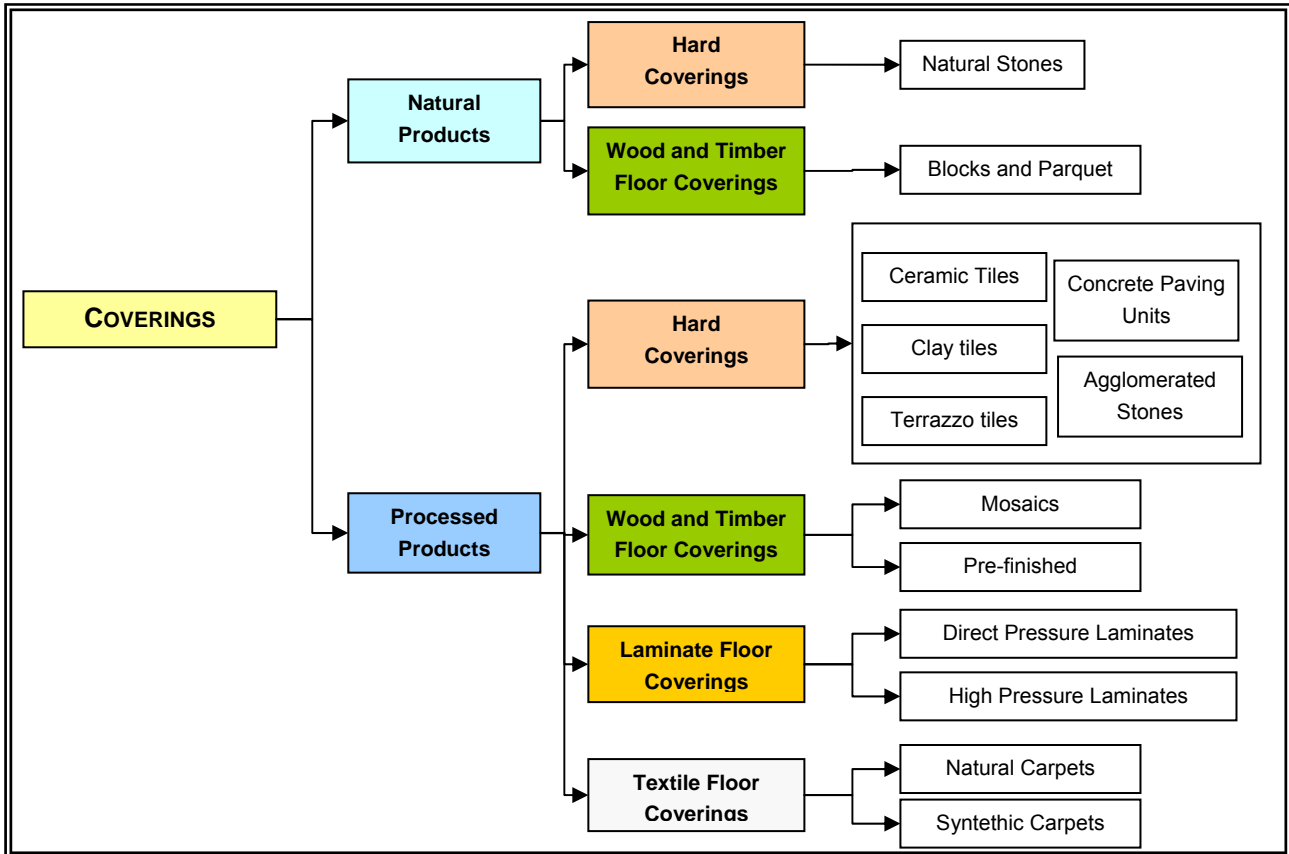 Hard
Coverings
Natural Stones
Natural
Products
Wood and Timber
Floor Coverings
Blocks and Parquet
COVERINGS
Hard
Coverings
Ceramic Tiles
Concrete Paving
Units
Clay tiles
Agglomerated
Stones
Terrazzo tiles
Processed
Products
Wood and Timber
Floor Coverings
Mosaics
Pre-finished
Laminate Floor
Coverings
Direct Pressure Laminates
High Pressure Laminates
Textile Floor
Coverings
Natural Carpets
Syntethic Carpets